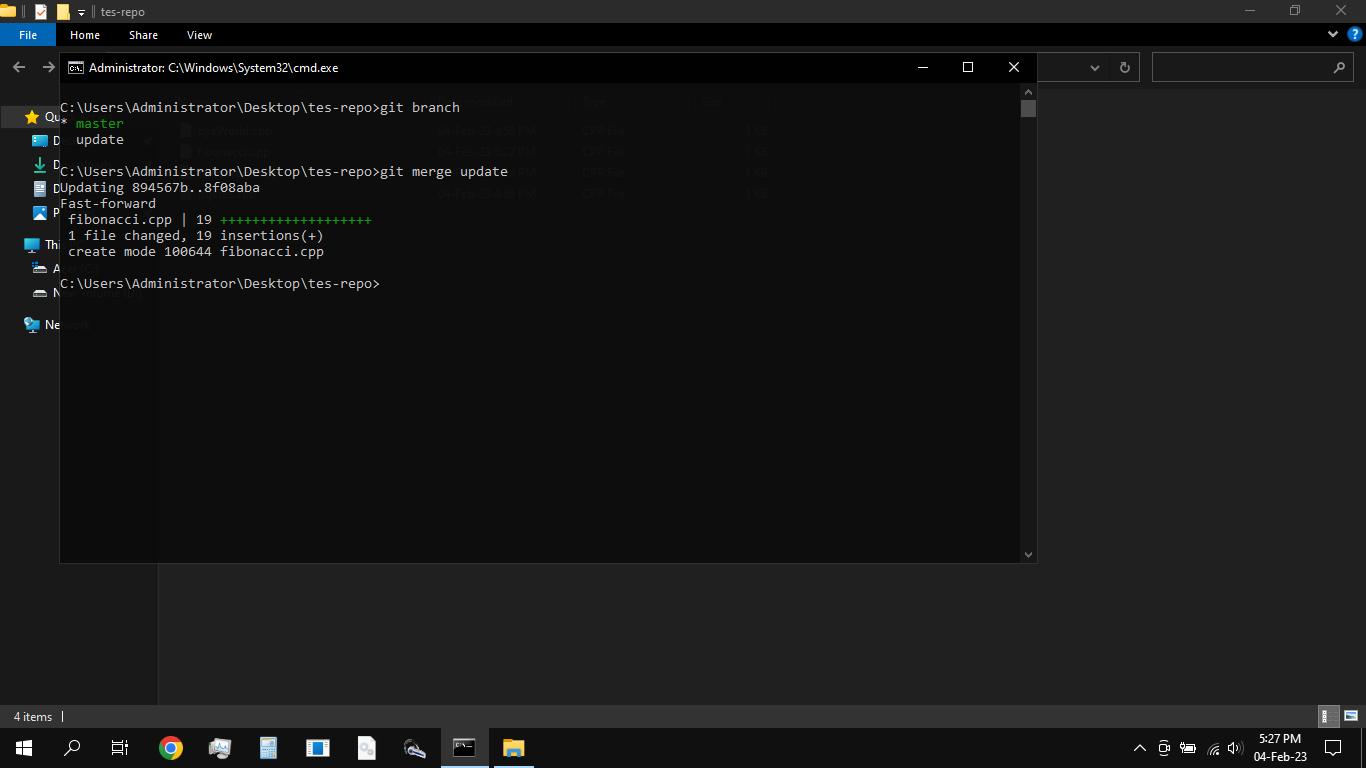 tes-repo
File Home Share View
Administrator: C:\Windows\System32\cmd.exe
C:\Users\Administrator\Desktop\tes-repo>git branch
* master
update
C:\Users\Administrator\Desktop\tes-repo>git merge update
Updating 894567b..8f08aba
Fast-forward
fibonacci.cpp | 19 +++++++++++++++++++
1 file changed, 19 insertions(+)
create mode 100644 fibonacci.cpp
C:\Users\Administrator\Desktop\tes-repo>
4 items
5:27 PM
04-Feb-23